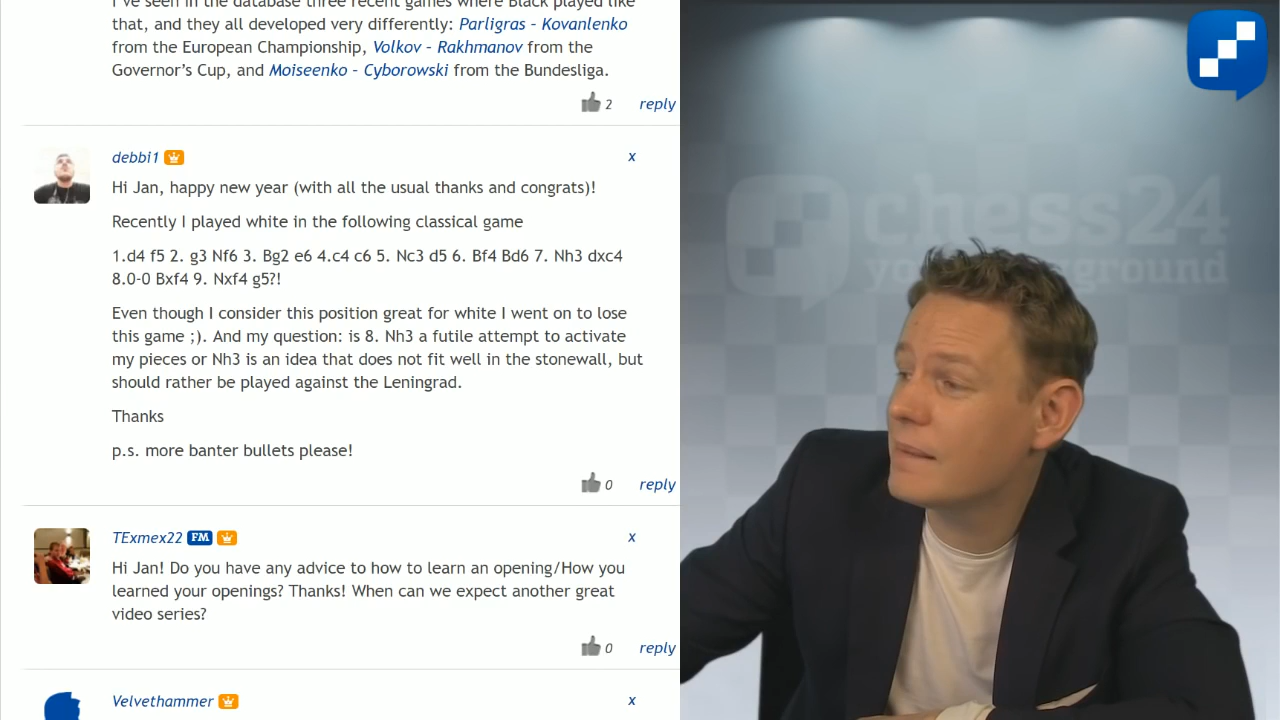 I've seen in the database three recent games where Black played like
that, and they all developed very differently: Parligras – Kovanlenko
from the European Championship, Volkov – Rakhmanov from the
Governor’s Cup, and Moiseenko – Cyborowski from the Bundesliga.
2 reply
debbi1 x
Hi Jan, happy new year (with all the usual thanks and congrats)!
Recently I played white in the following classical game
1.d4 f5 2. g3 Nf6 3. Bg2 e6 4.c4 c6 5. Nc3 d5 6. Bf4 Bd6 7. Nh3 dxc4
8.0-0 Bxf4 9. Nxf4 g5?!
Even though I consider this position great for white I went on to lose
this game ;). And my question: is 8. Nh3 a futile attempt to activate
my pieces or Nh3 is an idea that does not fit well in the stonewall, but
should rather be played against the Leningrad.
Thanks
p.s. more banter bullets please!
0 reply
TExmex22 FM x
Hi Jan! Do you have any advice to how to learn an opening/How you
learned your openings? Thanks! When can we expect another great
video series?
0 reply
Velvethammer x
chess24